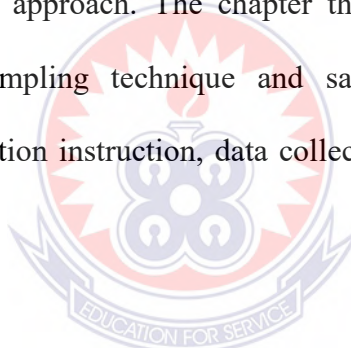 approach. The chapter th
mpling technique and sa
tion instruction, data collec
EDUCATION FOR SERVICE